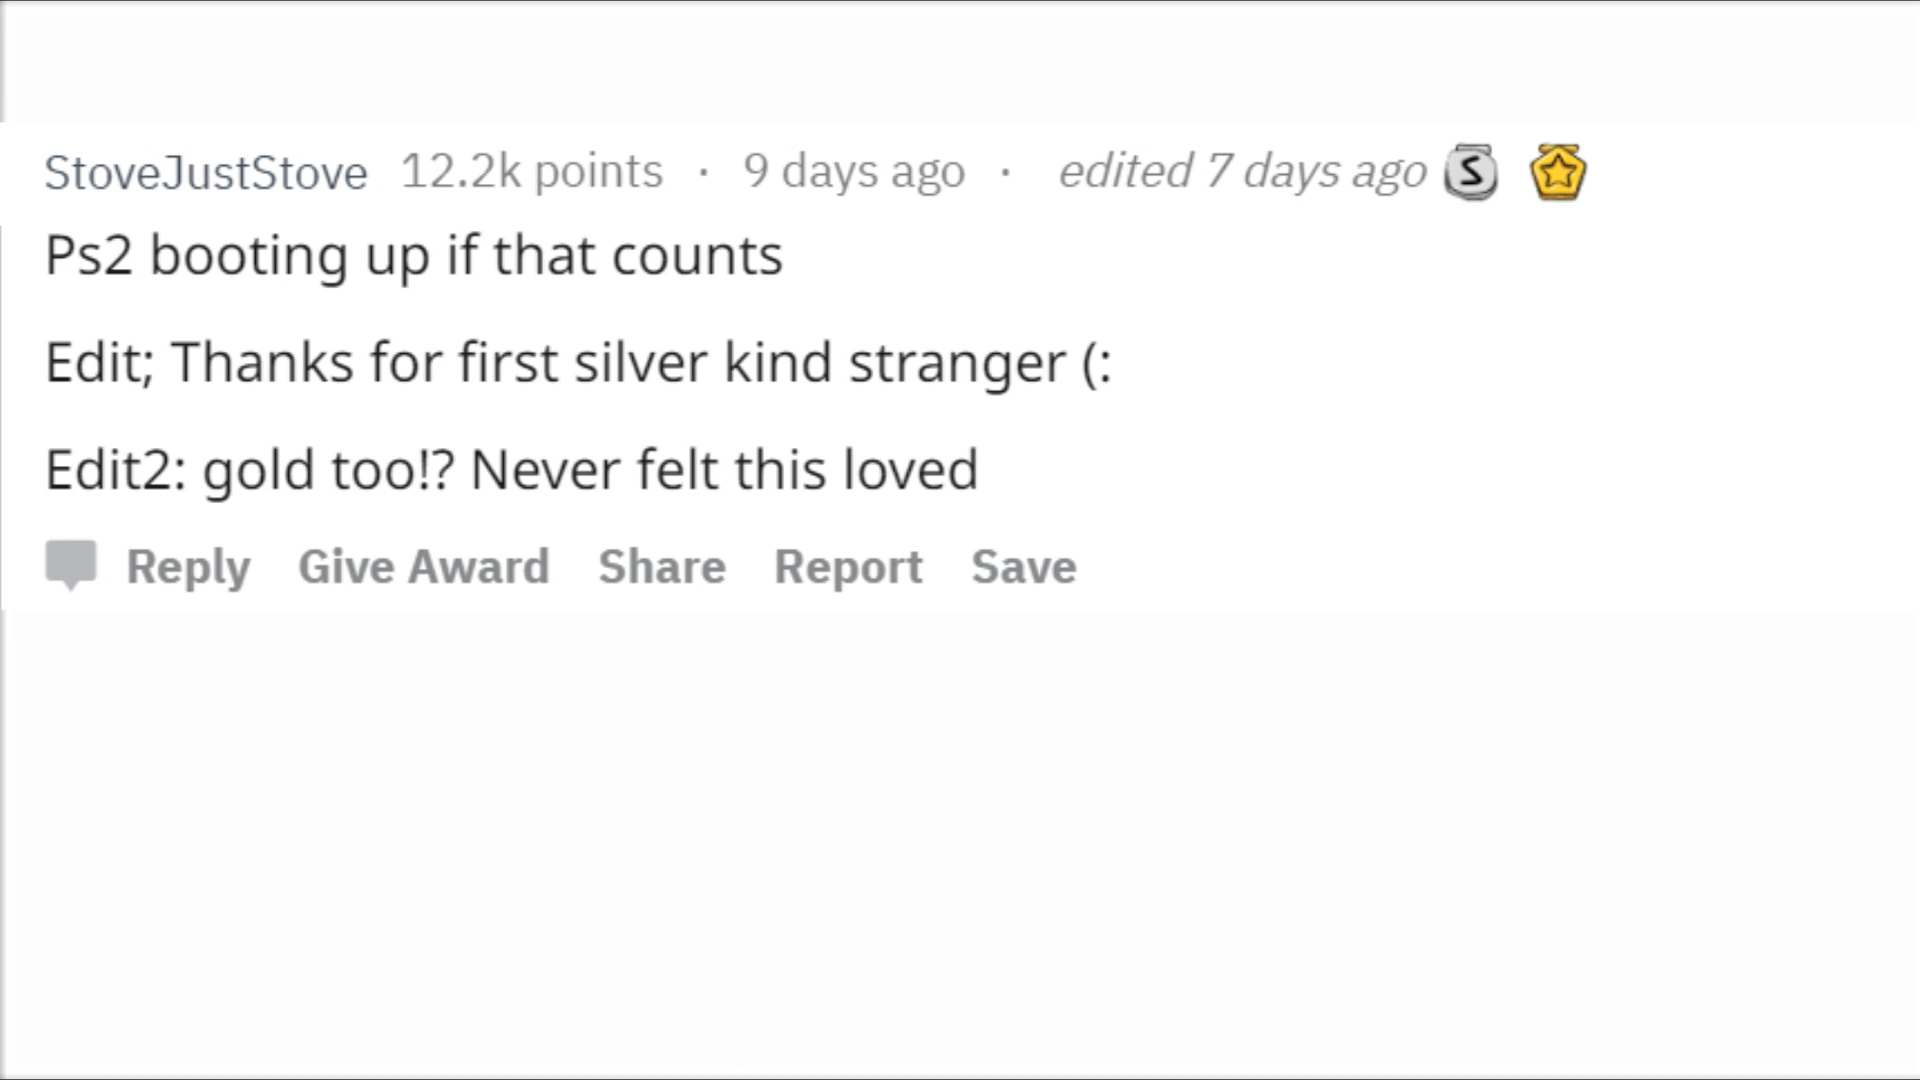 StoveJustStove 12.2k points · 9 days ago · edited 7 days ago S
Ps2 booting up if that counts
Edit; Thanks for first silver kind stranger (:
Edit2: gold too!? Never felt this loved
Reply Give Award Share Report Save